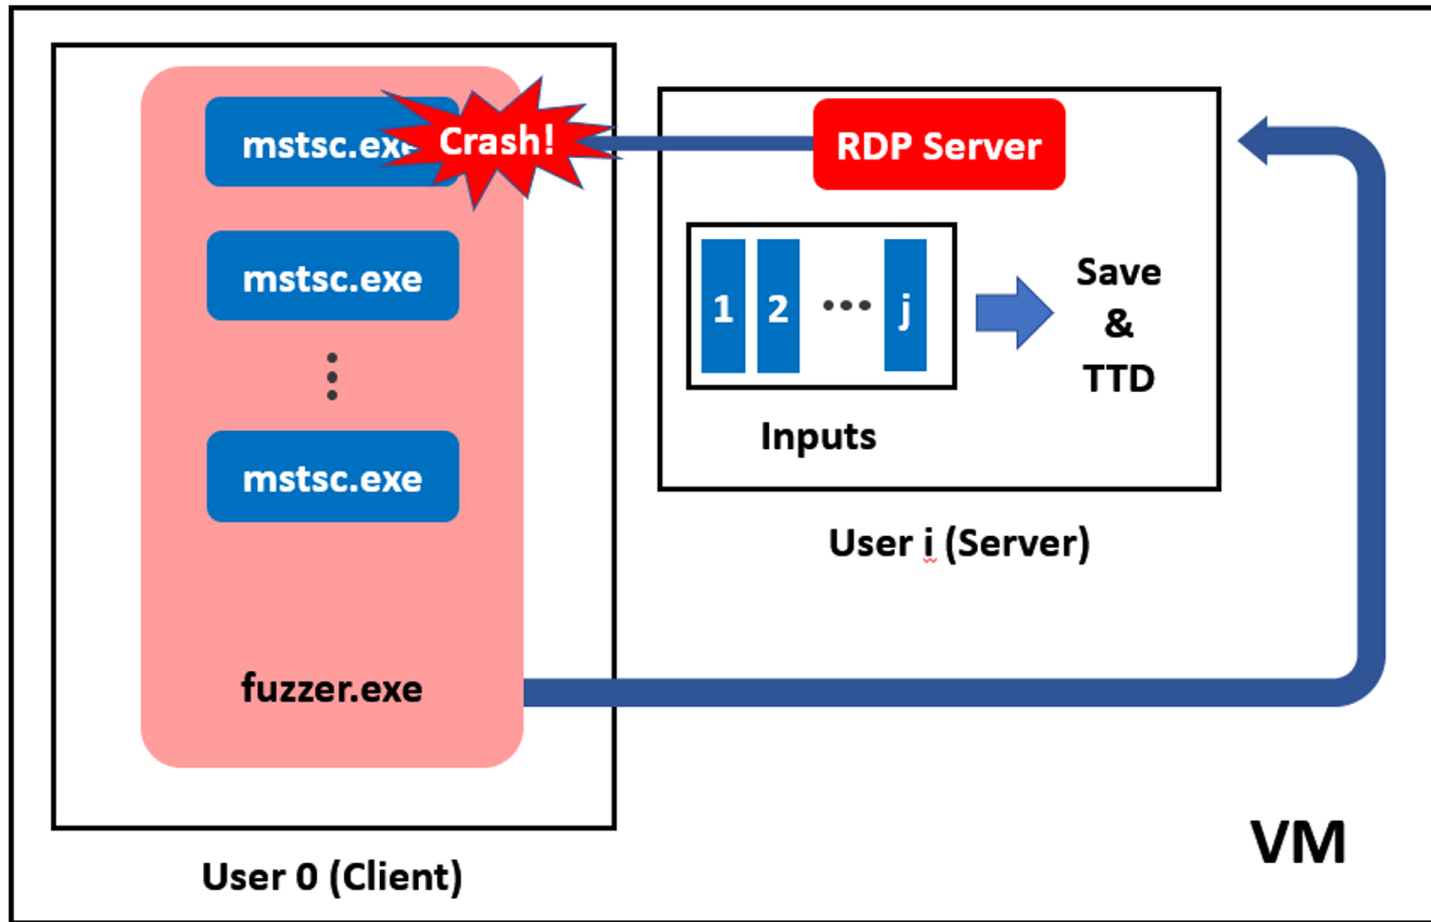 mstsc.exe
Crash!
RDP Server
mstsc.exe
1 2 ••• j
Save
&
TTD
Inputs
mstsc.exe
User i (Server)
fuzzer.exe
VM
User 0 (Client)